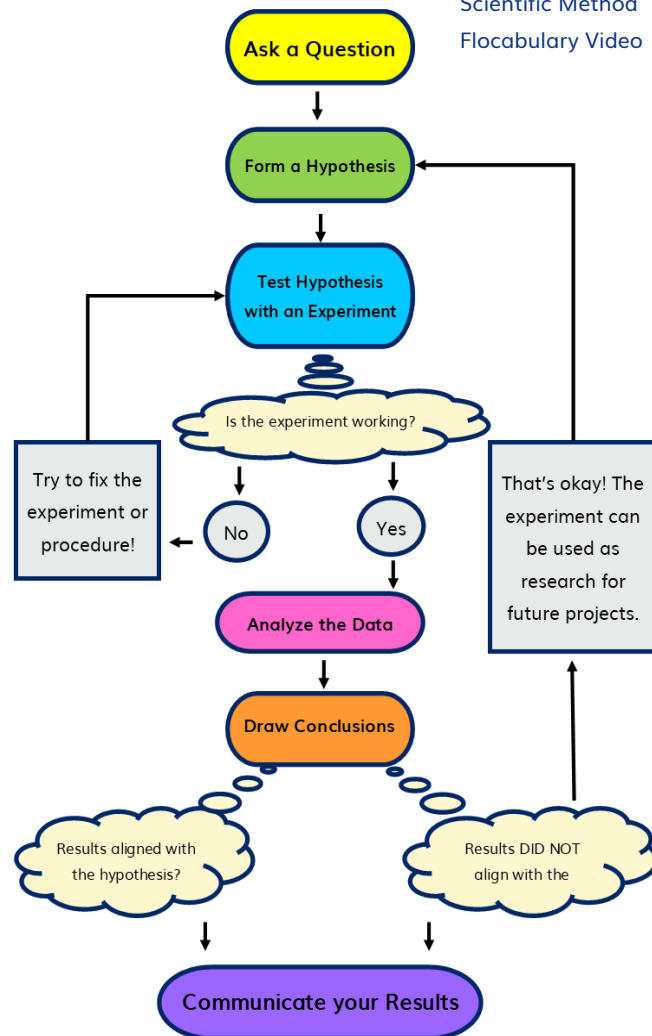 Scientific Method
Flocabulary Video
Ask a Question
Form a Hypothesis
Test Hypothesis
with an Experiment
Is the experiment working?
Try to fix the
experiment or
procedure!
No
Yes
That's okay! The
experiment can
be used as
research for
future projects.
Analyze the Data
Draw Conclusions
Results aligned with
the hypothesis?
Results DID NOT
align with the
Communicate your Results